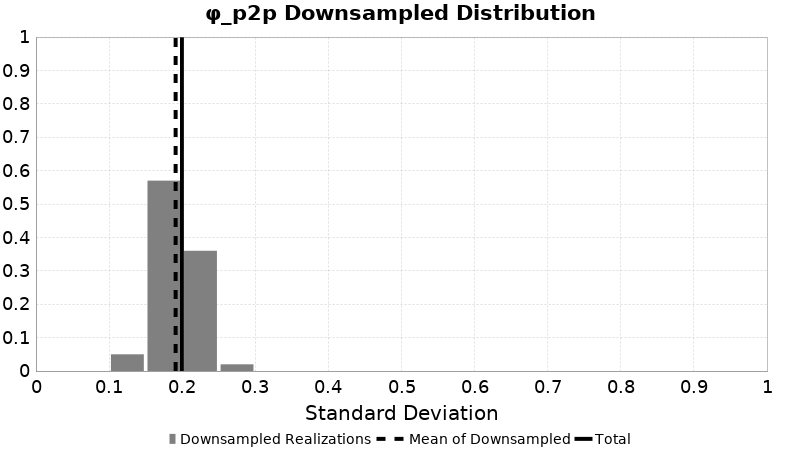 φ_p2p Downsampled Distribution
1
0.9
0.8
0.7
0.6
0.5
0.4
0.3
0.2
0.1
0
0 0.1 0.2 0.3 0.4 0.5 0.6 0.7 0.8 0.9 1
Standard Deviation
Downsampled Realizations Mean of Downsampled Total